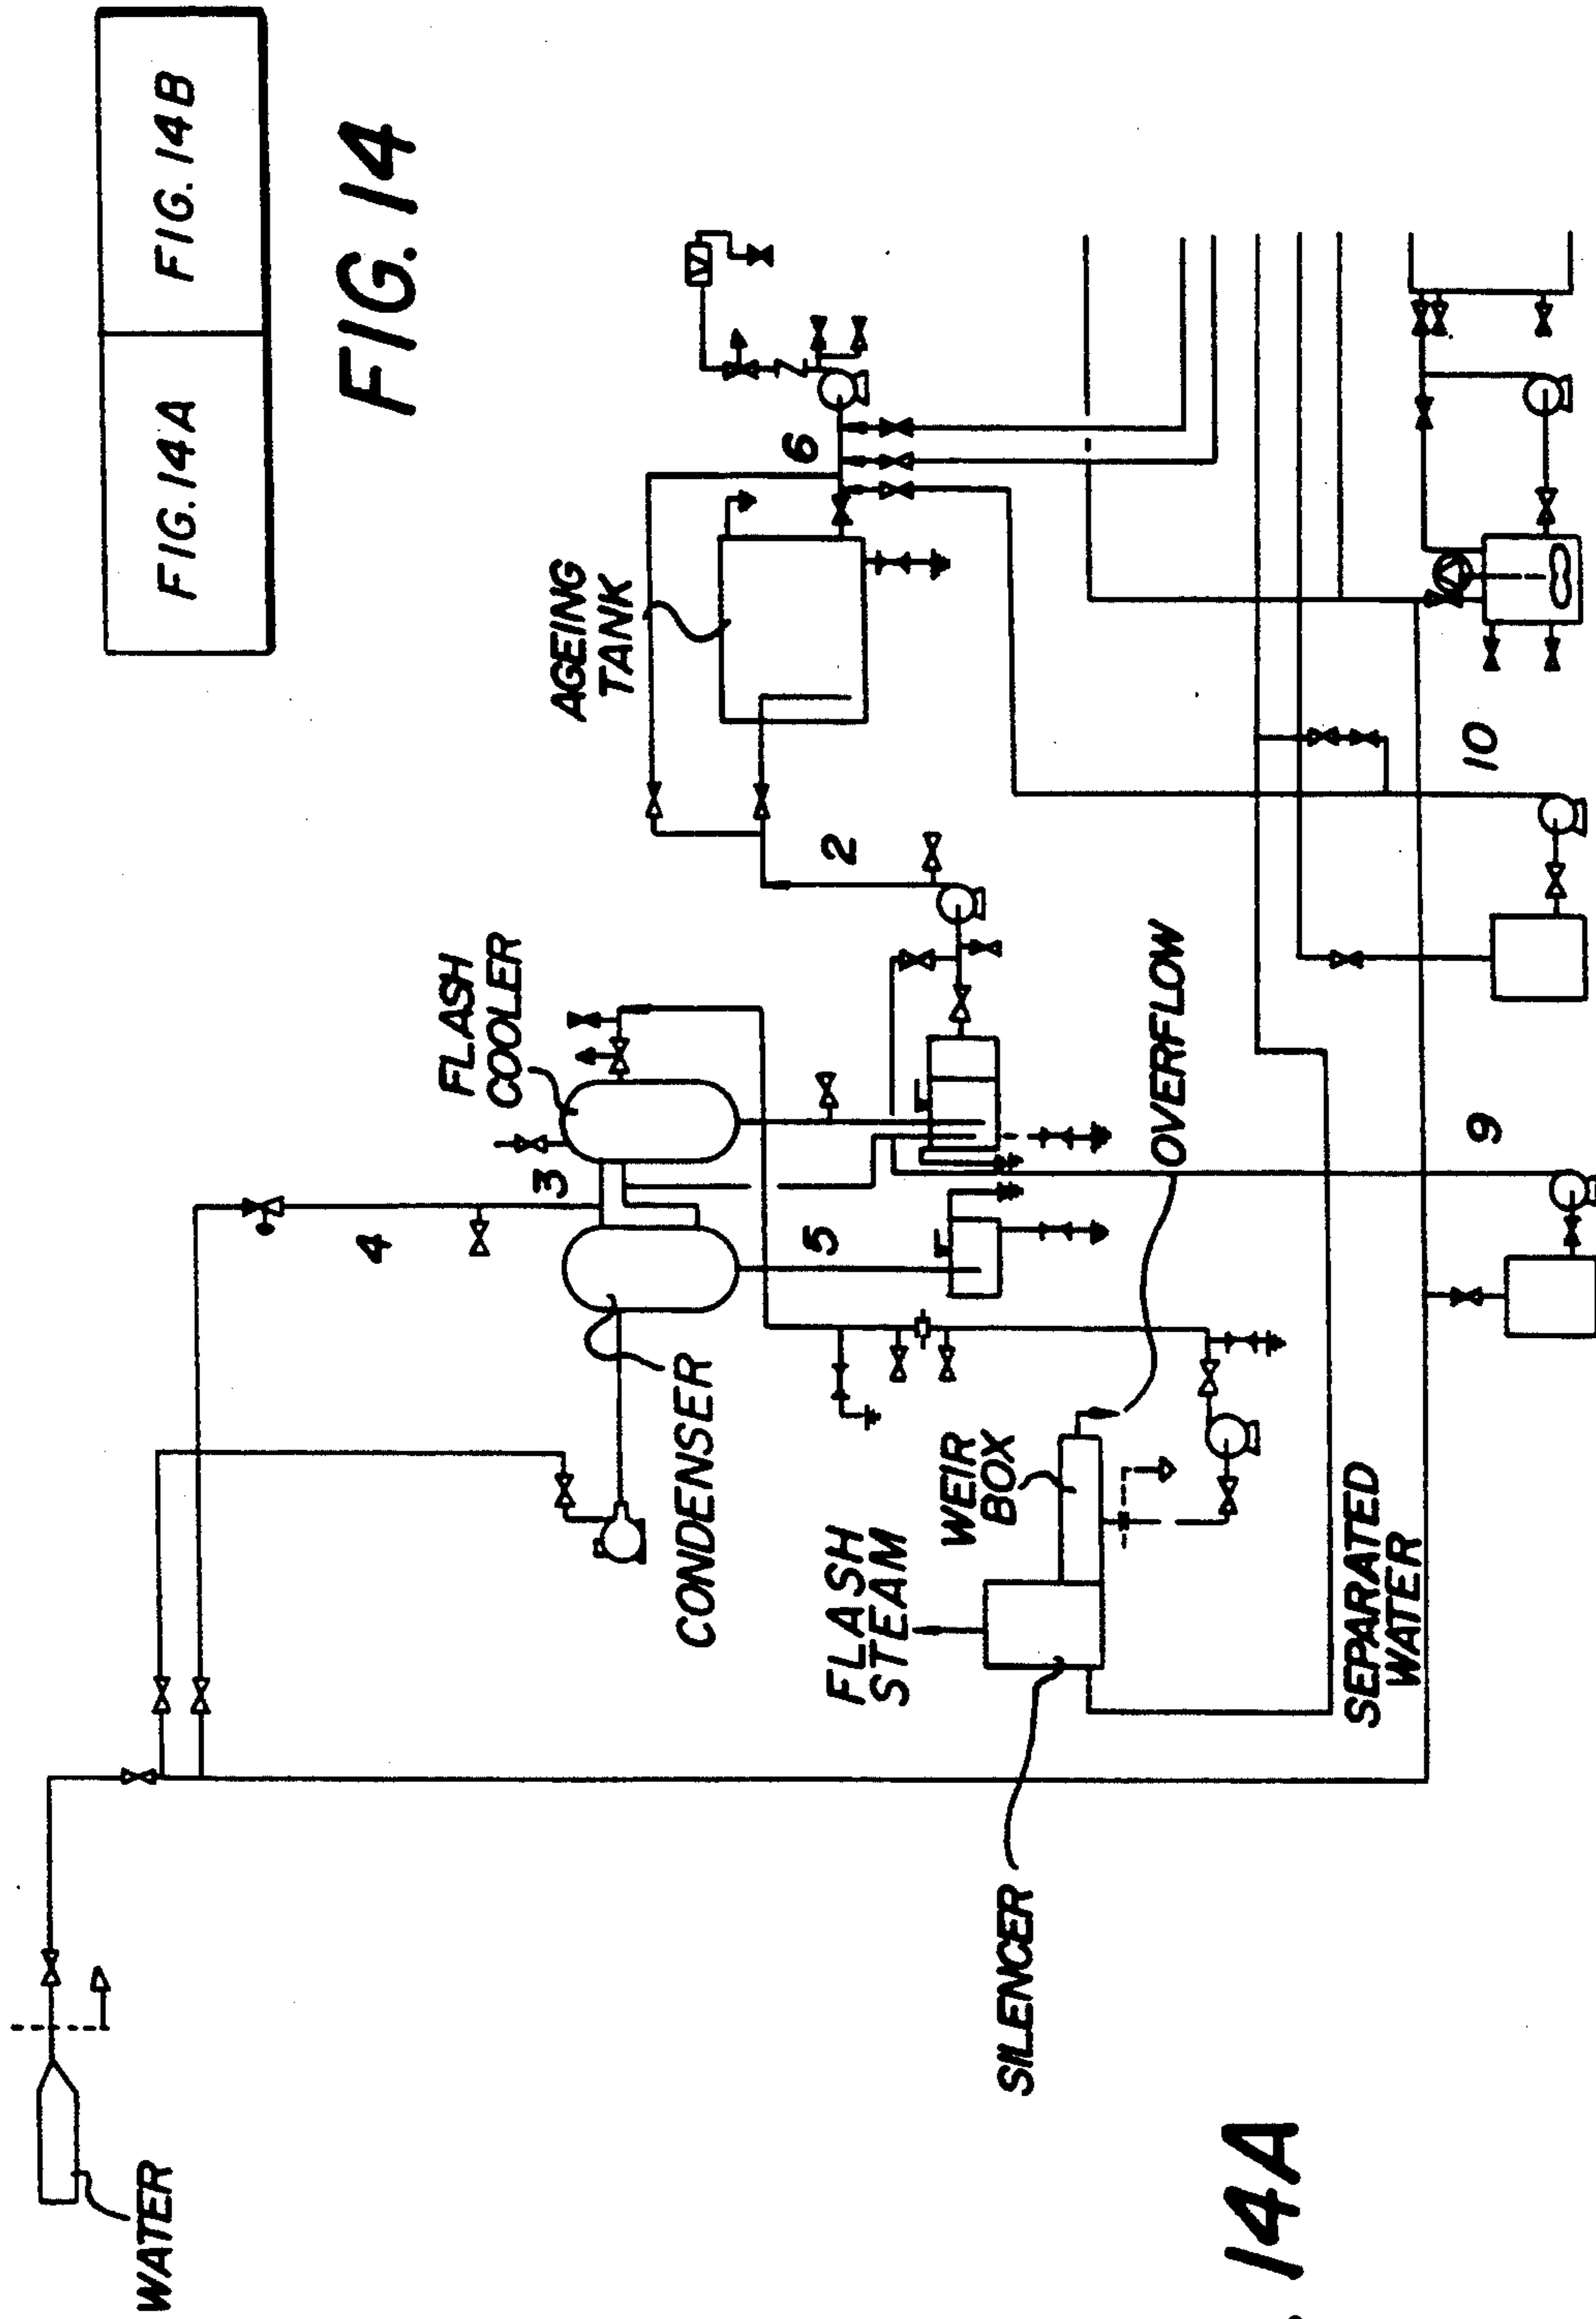 FIG. 14A
FIG. 14B
FIG. 14
WATER
4
3
FLASH
COOLER
AGEING
TANK
6
CONDENSER
5
2
FLASH
STEAM
WEIR
BOX
OVERFLOW
SILENCER
SEPARATED
WATER
9
10
. 14A